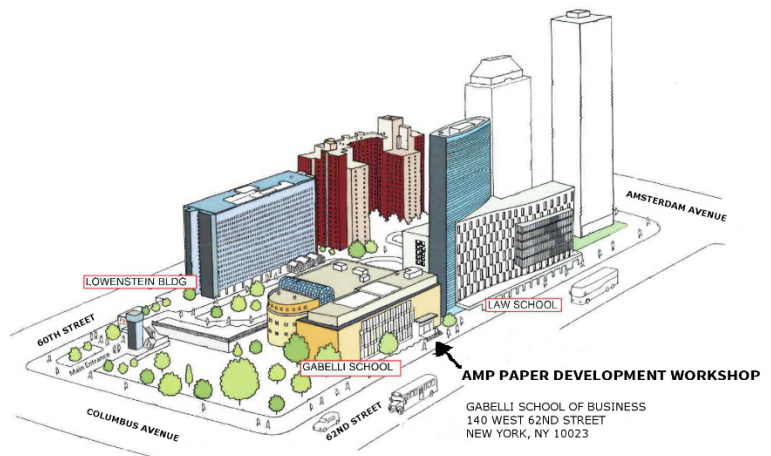 AMSTERDAM AVENUE
LOWENSTEIN BLDG
LAW SCHOOL
60TH STREET
Main Entrance
GABELLI SCHOOL
AMP PAPER DEVELOPMENT WORKSHOP
COLUMBUS AVENUE
62ND STREET
GABELLI SCHOOL OF BUSINESS
140 WEST 62ND STREET
NEW YORK, NY 10023